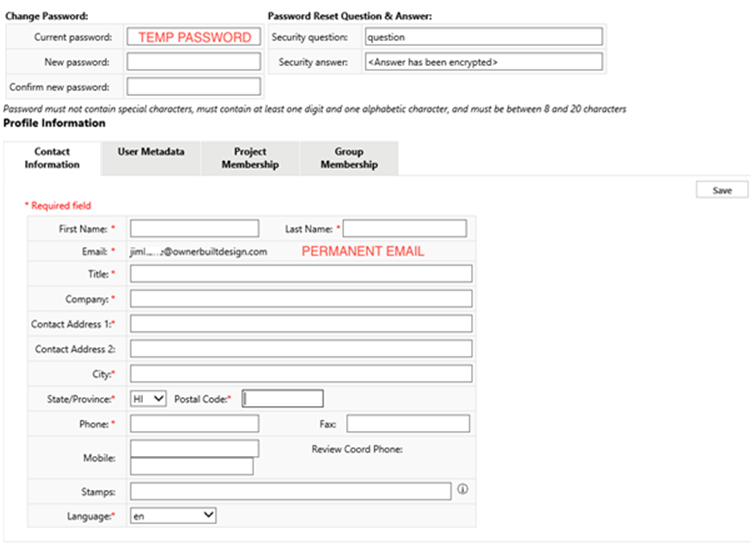 Change Password: Password Reset Question & Answer:
Current password: TEMP PASSWORD Security question: question
New password: Security answer: <Answer has been encrypted>
Confirm new password:
Password must not contain special characters, must contain at least one digit and one alphabetic character, and must be between 8 and 20 characters
Profile Information
Contact Information User Metadata Project Membership Group Membership
Save
* Required field
First Name: * Last Name: *
Email: * @ownerbuiltdesign.com PERMANENT EMAIL
Title: *
Company: *
Contact Address 1:*
Contact Address 2:
City:*
State/Province:* HI Postal Code:*
Phone: * Fax:
Mobile: Review Coord Phone:
Stamps:
Language:* en